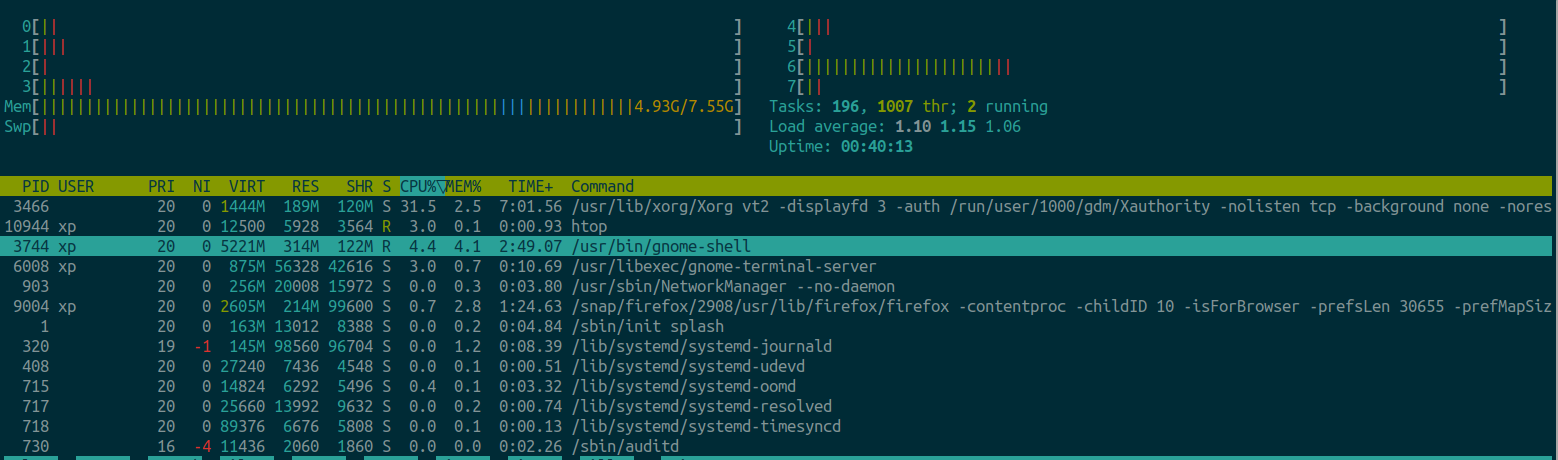 0[||                    ] 4[|||                    ]
1[|||                    ] 5[|                    ]
2[|                    ] 6[|||||||||||||||||||||||                    ]
3[||||||                    ] 7[||                    ]
Mem[||||||||||||||||||||||||||||||||||||||||||||||||||||||||||||||||||4.93G/7.55G] Tasks: 196, 1007 thr; 2 running
Swp[||                    ] Load average: 1.10 1.15 1.06
Uptime: 00:40:13
PID USER PRI NI VIRT RES SHR S CPU%▽MEM% TIME+ Command
3466 20 0 1444M 189M 120M S 31.5 2.5 7:01.56 /usr/lib/xorg/Xorg vt2 -displayfd 3 -auth /run/user/1000/gdm/Xauthority -nolisten tcp -background none -nores
10944 xp 20 0 12500 5928 3564 R 3.0 0.1 0:00.93 htop
3744 xp 20 0 5221M 314M 122M R 4.4 4.1 2:49.07 /usr/bin/gnome-shell
6008 xp 20 0 875M 56328 42616 S 3.0 0.7 0:10.69 /usr/libexec/gnome-terminal-server
903 20 0 256M 20008 15972 S 0.0 0.3 0:03.80 /usr/sbin/NetworkManager --no-daemon
9004 xp 20 0 2605M 214M 99600 S 0.7 2.8 1:24.63 /snap/firefox/2908/usr/lib/firefox/firefox -contentproc -childID 10 -isForBrowser -prefsLen 30655 -prefMapSiz
1 20 0 163M 13012 8388 S 0.0 0.2 0:04.84 /sbin/init splash
320 19 -1 145M 98560 96704 S 0.0 1.2 0:08.39 /lib/systemd/systemd-journald
408 20 0 27240 7436 4548 S 0.0 0.1 0:00.51 /lib/systemd/systemd-udevd
715 20 0 14824 6292 5496 S 0.4 0.1 0:03.32 /lib/systemd/systemd-oomd
717 20 0 25660 13992 9632 S 0.0 0.2 0:00.74 /lib/systemd/systemd-resolved
718 20 0 89376 6676 5808 S 0.0 0.1 0:00.13 /lib/systemd/systemd-timesyncd
730 16 -4 11436 2060 1860 S 0.0 0.0 0:02.26 /sbin/auditd